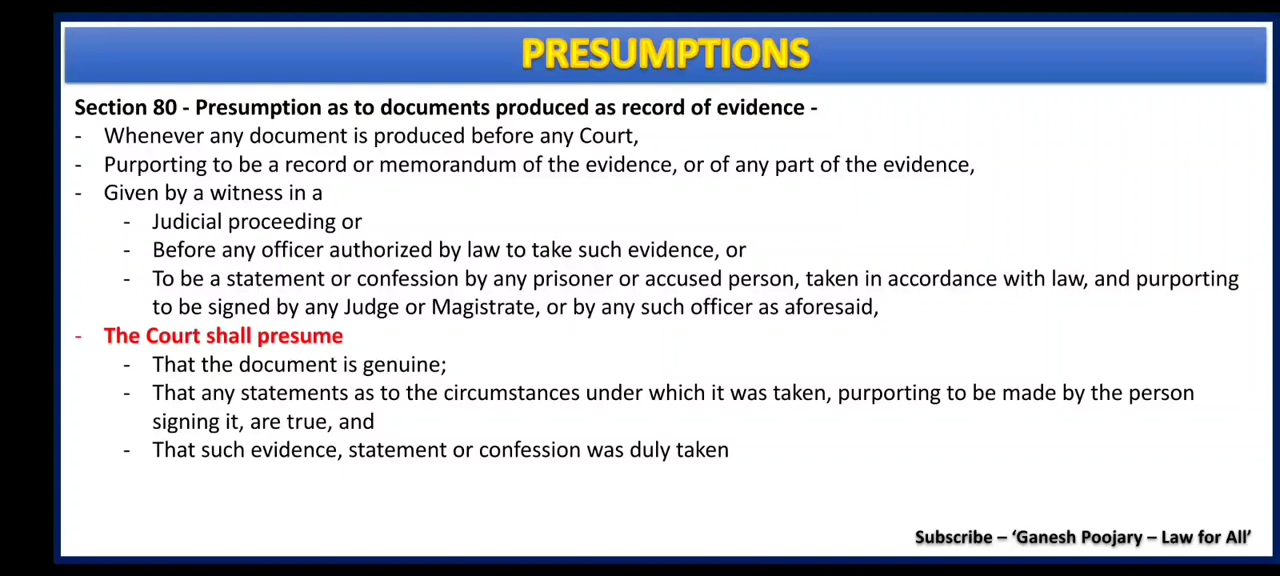 PRESUMPTIONS
Section 80 - Presumption as to documents produced as record of evidence -
- Whenever any document is produced before any Court,
- Purporting to be a record or memorandum of the evidence, or of any part of the evidence,
- Given by a witness in a
- Judicial proceeding or
- Before any officer authorized by law to take such evidence, or
- To be a statement or confession by any prisoner or accused person, taken in accordance with law, and purporting
to be signed by any Judge or Magistrate, or by any such officer as aforesaid,
- The Court shall presume
- That the document is genuine;
- That any statements as to the circumstances under which it was taken, purporting to be made by the person
signing it, are true, and
- That such evidence, statement or confession was duly taken
Subscribe – ‘Ganesh Poojary – Law for All’